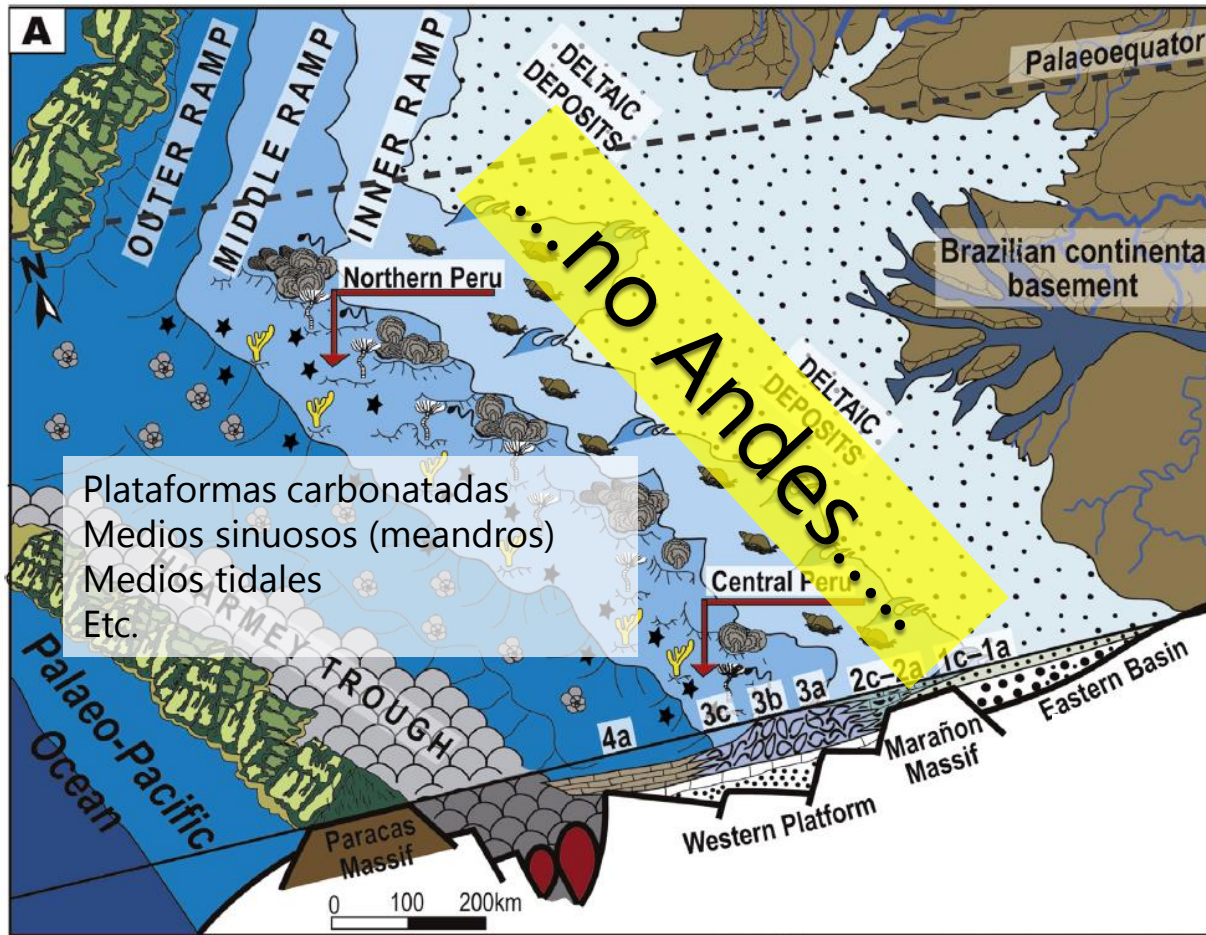 A
OUTER RAMP
MIDDLE RAMP
INNER RAMP
DELTAIC
DEPOSITS
Palaeoequator
N
Northern Peru
Brazilian continenta
basement
...no Andes.....
DELTAIC
DEPOSITS
Plataformas carbonatadas
Medios sinuosos (meandros)
Medios tidales
Etc.
Central Peru
HUARMEY TROUGH
Palaeo-Pacific
Ocean
4a
3c
3b
3a
2c–2a
1c–1a
Eastern Basin
Marañon
Massif
Western Platform
Paracas
Massif
0 100 200km